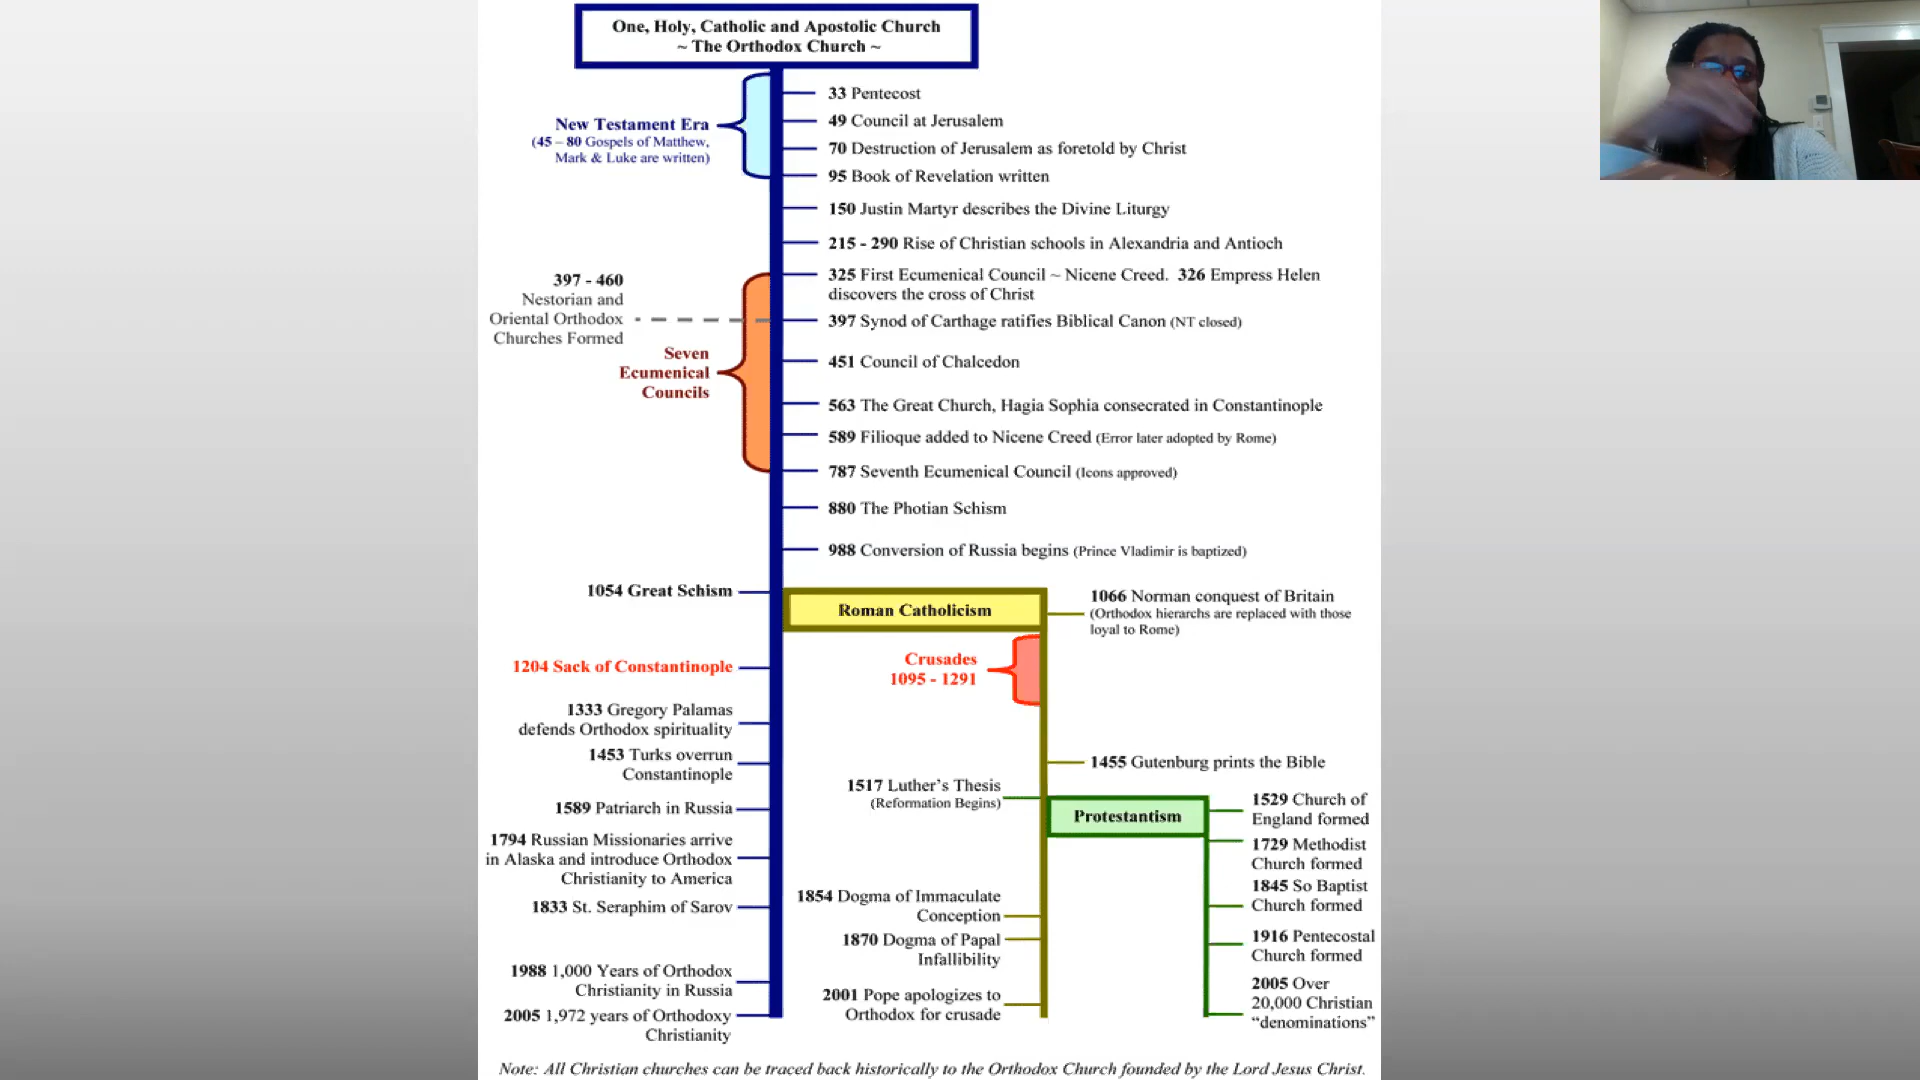 One, Holy, Catholic and Apostolic Church
~ The Orthodox Church ~
33 Pentecost
New Testament Era
(45 – 80 Gospels of Matthew,
Mark & Luke are written)
49 Council at Jerusalem
70 Destruction of Jerusalem as foretold by Christ
95 Book of Revelation written
150 Justin Martyr describes the Divine Liturgy
215 - 290 Rise of Christian schools in Alexandria and Antioch
325 First Ecumenical Council ~ Nicene Creed.  326 Empress Helen
discovers the cross of Christ
397 - 460
Nestorian and
Oriental Orthodox
Churches Formed
397 Synod of Carthage ratifies Biblical Canon (NT closed)
Seven
Ecumenical
Councils
451 Council of Chalcedon
563 The Great Church, Hagia Sophia consecrated in Constantinople
589 Filioque added to Nicene Creed (Error later adopted by Rome)
787 Seventh Ecumenical Council (Icons approved)
880 The Photian Schism
988 Conversion of Russia begins (Prince Vladimir is baptized)
1054 Great Schism
Roman Catholicism
1066 Norman conquest of Britain
(Orthodox hierarchs are replaced with those
loyal to Rome)
1204 Sack of Constantinople
Crusades
1095 - 1291
1333 Gregory Palamas
defends Orthodox spirituality
1453 Turks overrun
Constantinople
1455 Gutenburg prints the Bible
1517 Luther's Thesis
(Reformation Begins)
Protestantism
1529 Church of
England formed
1589 Patriarch in Russia
1729 Methodist
Church formed
1794 Russian Missionaries arrive
in Alaska and introduce Orthodox
Christianity to America
1845 So Baptist
Church formed
1833 St. Seraphim of Sarov
1854 Dogma of Immaculate
Conception
1870 Dogma of Papal
Infallibility
1916 Pentecostal
Church formed
1988 1,000 Years of Orthodox
Christianity in Russia
2001 Pope apologizes to
Orthodox for crusade
2005 Over
20,000 Christian
“denominations”
2005 1,972 years of Orthodoxy
Christianity
Note: All Christian churches can be traced back historically to the Orthodox Church founded by the Lord Jesus Christ.